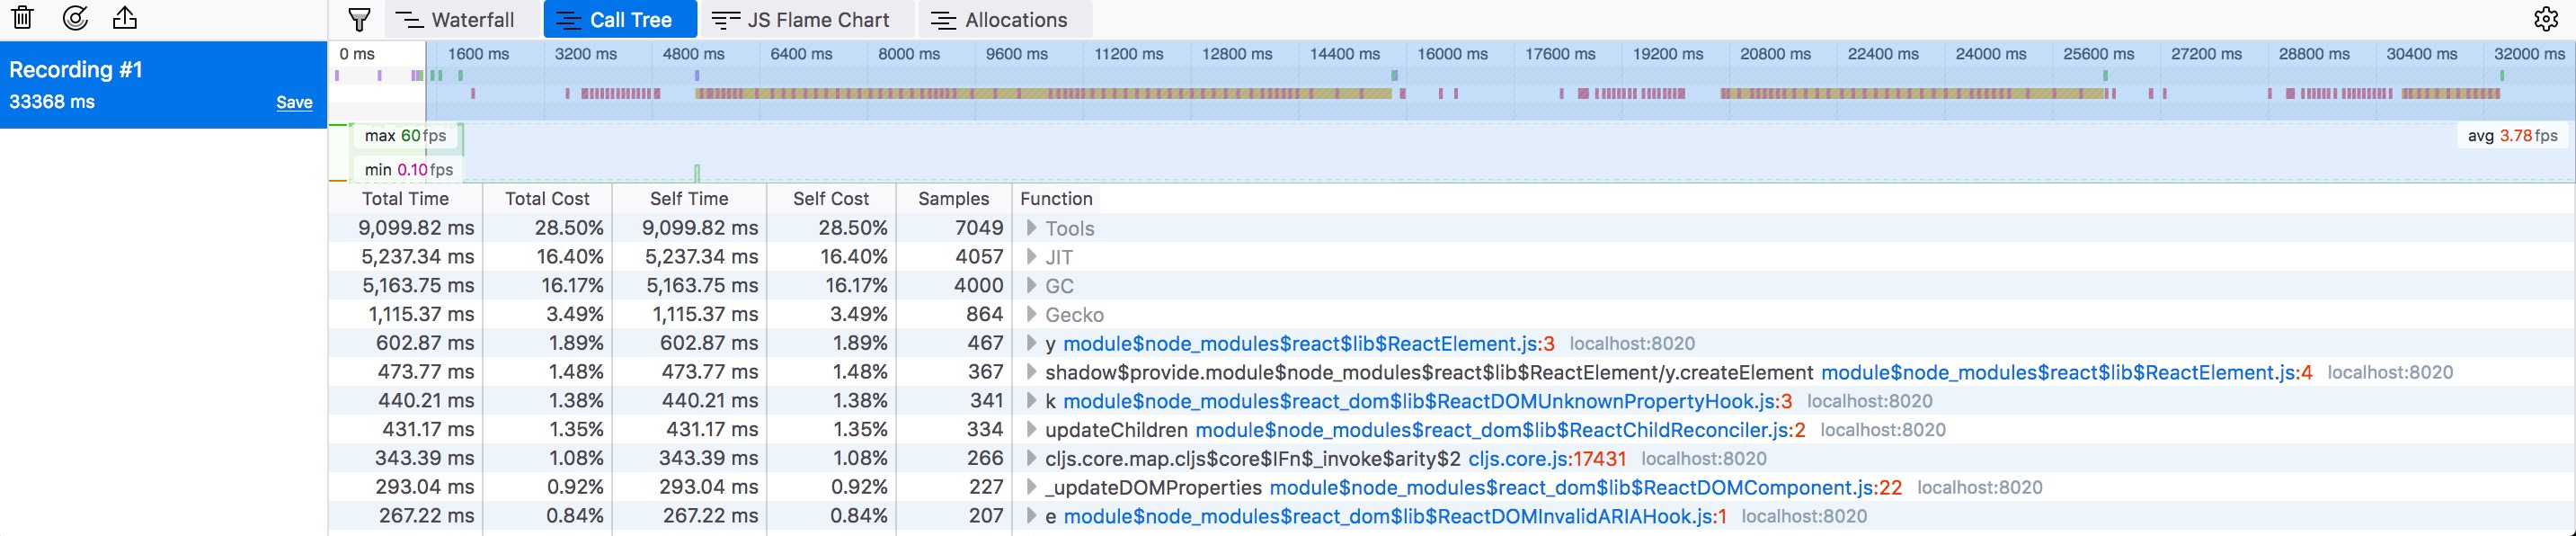 Waterfall Call Tree JS Flame Chart Allocations
Recording #1
33368 ms Save
0 ms 1600 ms 3200 ms 4800 ms 6400 ms 8000 ms 9600 ms 11200 ms 12800 ms 14400 ms 16000 ms 17600 ms 19200 ms 20800 ms 22400 ms 24000 ms 25600 ms 27200 ms 28800 ms 30400 ms 32000 ms
max 60 fps avg 3.78 fps
min 0.10 fps
Total Time Total Cost Self Time Self Cost Samples Function
9,099.82 ms 28.50% 9,099.82 ms 28.50% 7049 Tools
5,237.34 ms 16.40% 5,237.34 ms 16.40% 4057 JIT
5,163.75 ms 16.17% 5,163.75 ms 16.17% 4000 GC
1,115.37 ms 3.49% 1,115.37 ms 3.49% 864 Gecko
602.87 ms 1.89% 602.87 ms 1.89% 467 y module$node_modules$react$lib$ReactElement.js:3 localhost:8020
473.77 ms 1.48% 473.77 ms 1.48% 367 shadow$provide.module$node_modules$react$lib$ReactElement/y.createElement module$node_modules$react$lib$ReactElement.js:4 localhost:8020
440.21 ms 1.38% 440.21 ms 1.38% 341 k module$node_modules$react_dom$lib$ReactDOMUnknownPropertyHook.js:3 localhost:8020
431.17 ms 1.35% 431.17 ms 1.35% 334 updateChildren module$node_modules$react_dom$lib$ReactChildReconciler.js:2 localhost:8020
343.39 ms 1.08% 343.39 ms 1.08% 266 cljs.core.map.cljs$core$IFn$_invoke$arity$2 cljs.core.js:17431 localhost:8020
293.04 ms 0.92% 293.04 ms 0.92% 227 _updateDOMProperties module$node_modules$react_dom$lib$ReactDOMComponent.js:22 localhost:8020
267.22 ms 0.84% 267.22 ms 0.84% 207 e module$node_modules$react_dom$lib$ReactDOMInvalidARIAHook.js:1 localhost:8020